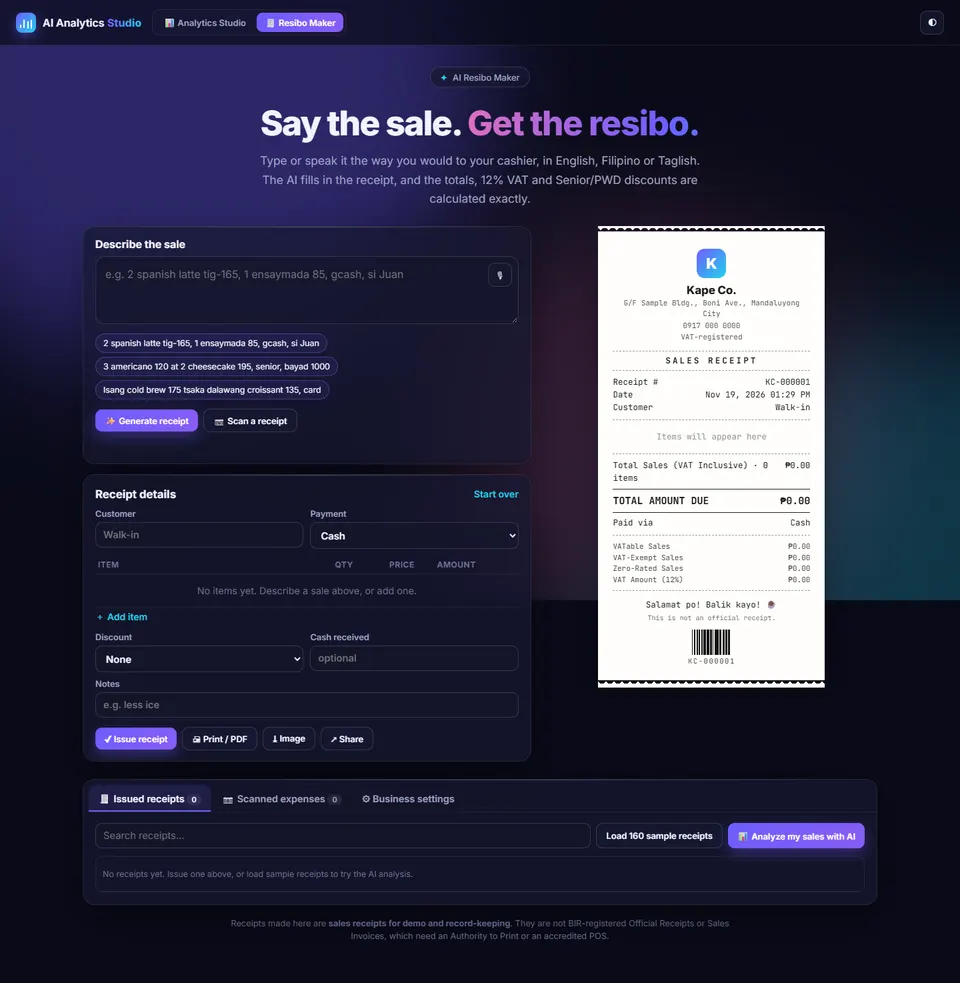 AI Analytics Studio
📊 Analytics Studio
🧾 Resibo Maker
✦ AI Resibo Maker
Say the sale. Get the resibo.
Type or speak it the way you would to your cashier, in English, Filipino or Taglish.
The AI fills in the receipt, and the totals, 12% VAT and Senior/PWD discounts are
calculated exactly.
Describe the sale
e.g. 2 spanish latte tig-165, 1 ensaymada 85, gcash, si Juan
2 spanish latte tig-165, 1 ensaymada 85, gcash, si Juan
3 americano 120 at 2 cheesecake 195, senior, bayad 1000
Isang cold brew 175 tsaka dalawang croissant 135, card
✨ Generate receipt
📷 Scan a receipt
Receipt details
Start over
Customer
Payment
Walk-in
Cash
ITEM QTY PRICE AMOUNT
No items yet. Describe a sale above, or add one.
+ Add item
Discount
Cash received
None
optional
Notes
e.g. less ice
✓ Issue receipt
🖨 Print / PDF
⤓ Image
↗ Share
K
Kape Co.
G/F Sample Bldg., Boni Ave., Mandaluyong
City
0917 000 0000
VAT-registered
SALES RECEIPT
Receipt # KC-000001
Date Nov 19, 2026 01:29 PM
Customer Walk-in
Items will appear here
Total Sales (VAT Inclusive) · 0 ₱0.00
items
TOTAL AMOUNT DUE ₱0.00
Paid via Cash
VATable Sales ₱0.00
VAT-Exempt Sales ₱0.00
Zero-Rated Sales ₱0.00
VAT Amount (12%) ₱0.00
Salamat po! Balik kayo!
This is not an official receipt.
KC-000001
🧾 Issued receipts 0
📷 Scanned expenses 0
⚙ Business settings
Search receipts...
Load 160 sample receipts
📊 Analyze my sales with AI
No receipts yet. Issue one above, or load sample receipts to try the AI analysis.
Receipts made here are sales receipts for demo and record-keeping. They are not BIR-registered Official Receipts or Sales
Invoices, which need an Authority to Print or an accredited POS.